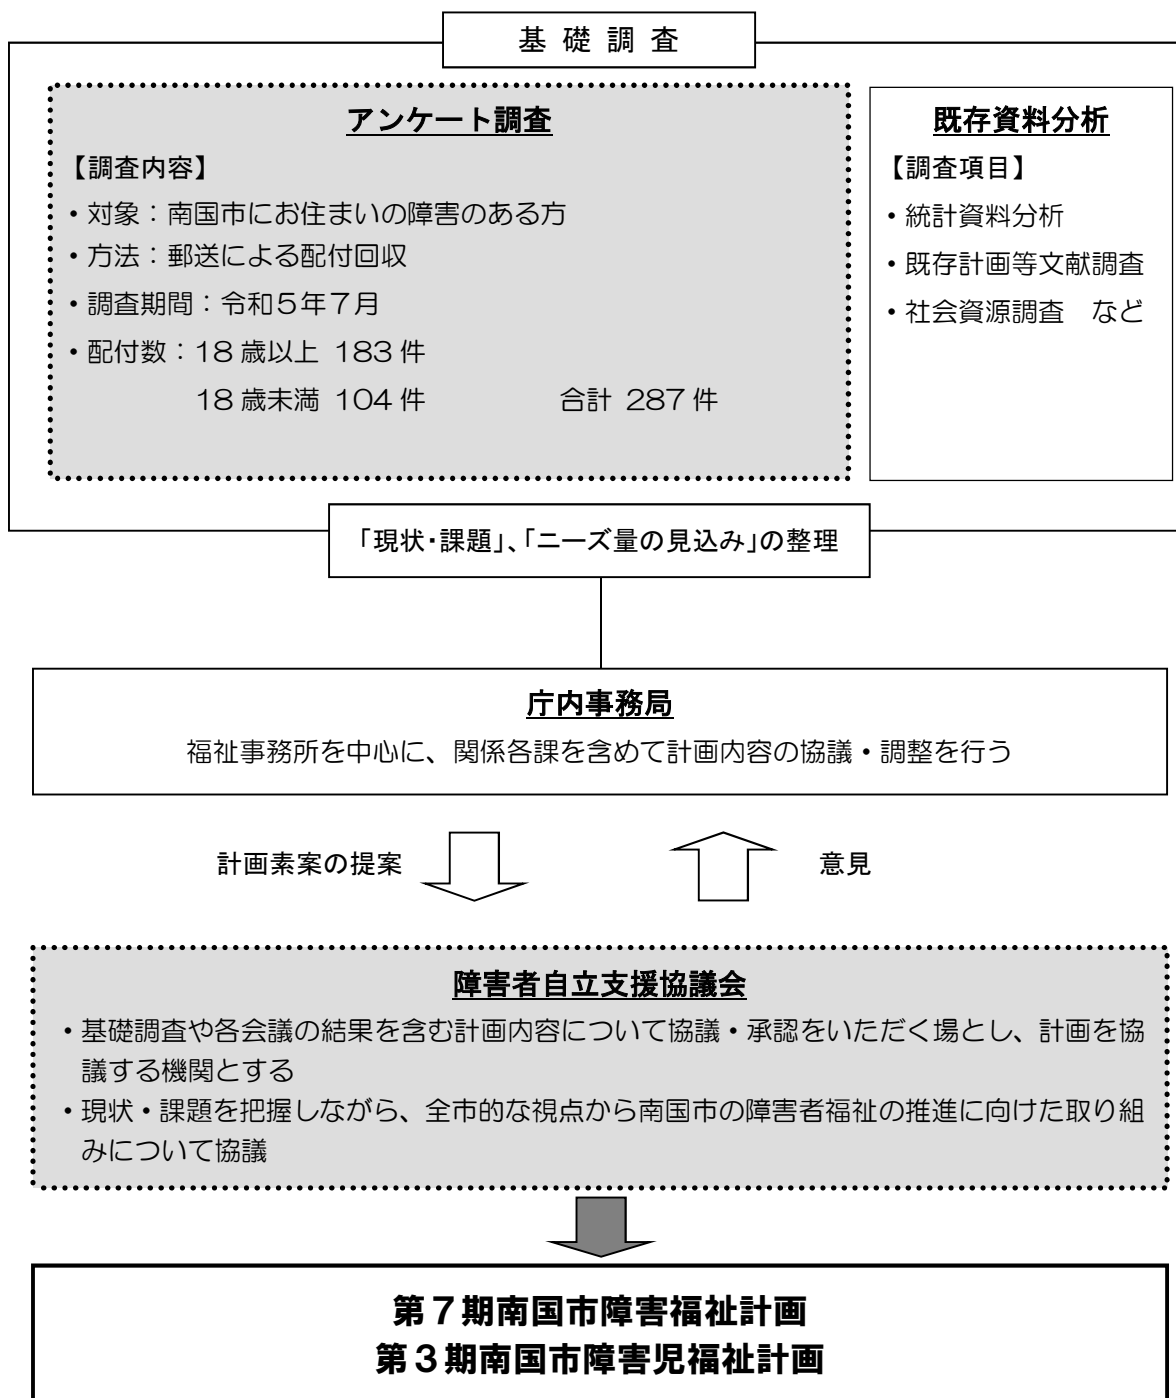 基 礎 調 査
アンケート調査
【調査内容】
・対象：南国市にお住まいの障害のある方
・方法：郵送による配付回収
・調査期間：令和５年７月
・配付数：18 歳以上 183 件
18 歳未満 104 件 合計 287 件
既存資料分析
【調査項目】
・統計資料分析
・既存計画等文献調査
・社会資源調査　など
「現状・課題」、「ニーズ量の見込み」の整理
庁内事務局
福祉事務所を中心に、関係各課を含めて計画内容の協議・調整を行う
計画素案の提案
意見
障害者自立支援協議会
・基礎調査や各会議の結果を含む計画内容について協議・承認をいただく場とし、計画を協
議する機関とする
・現状・課題を把握しながら、全市的な視点から南国市の障害者福祉の推進に向けた取り組
みについて協議
第７期南国市障害福祉計画
第３期南国市障害児福祉計画